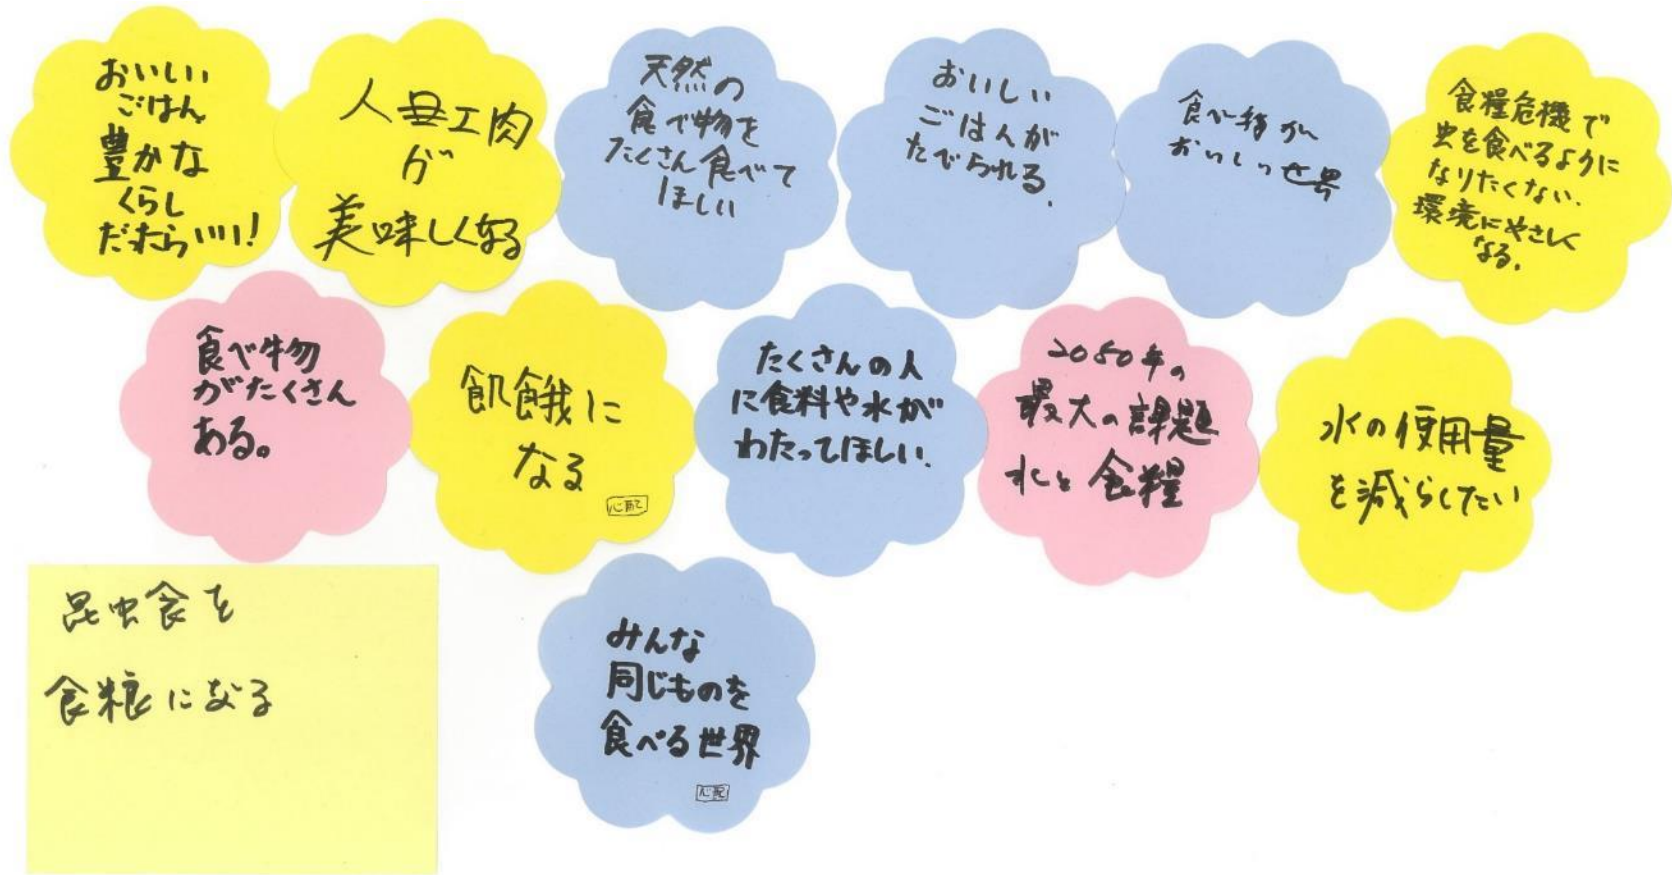 おいしい
ごはん
豊かな
くらし
だったらいい!
人工肉
が
美味しくなる
天然の
食べ物を
たくさん食べて
ほしい
おいしい
ごはんが
たべられる.
食べ物が
おいしい世界
食糧危機で
虫を食べるように
なりたくない.
環境にやさしく
なる.
食べ物
がたくさん
ある。
飢餓に
なる
心配
たくさんの人
に食料や水が
わたってほしい.
2050年の
最大の課題
水と食糧
水の使用量
を減らしたい
昆虫食を
食糧になる
みんな
同じものを
食べる世界
心配